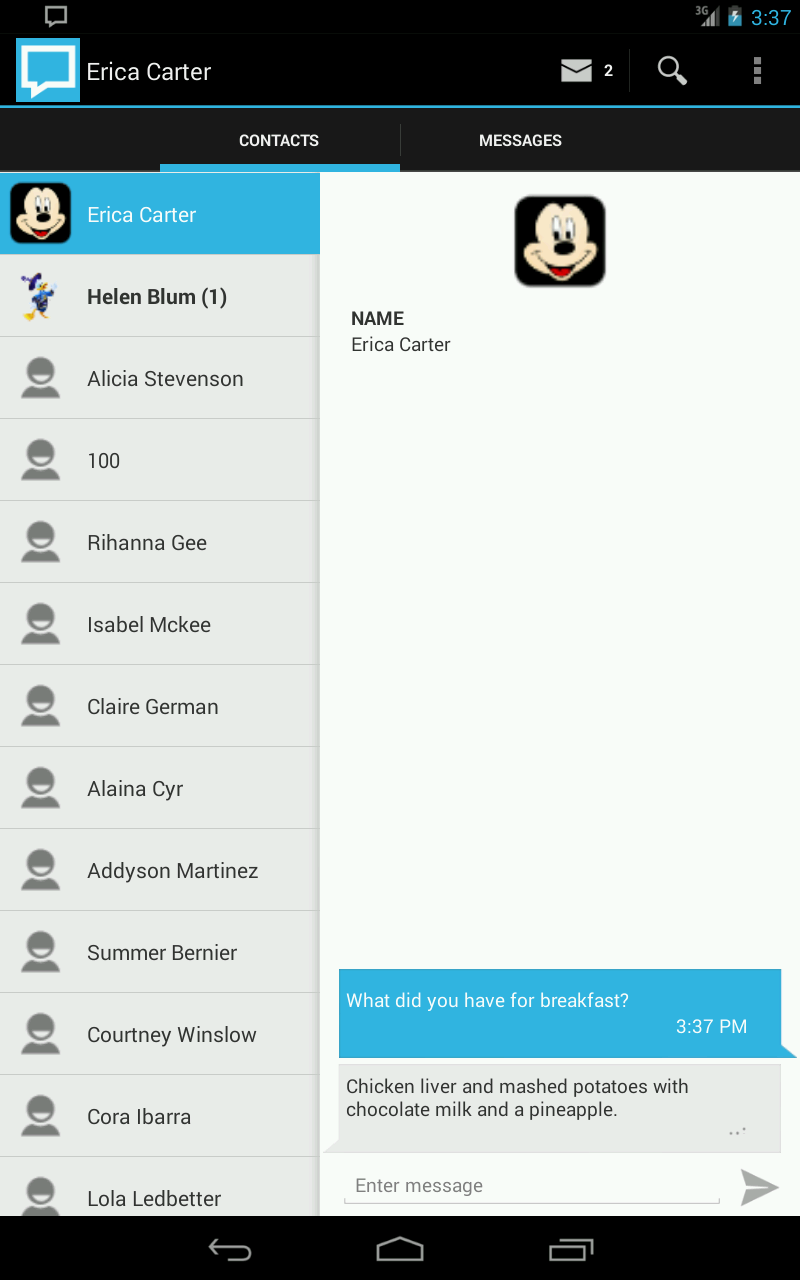 3G 3:37
Erica Carter 2
CONTACTS MESSAGES
Erica Carter
Helen Blum (1)
Alicia Stevenson
100
Rihanna Gee
Isabel Mckee
Claire German
Alaina Cyr
Addyson Martinez
Summer Bernier
Courtney Winslow
Cora Ibarra
Lola Ledbetter
NAME
Erica Carter
What did you have for breakfast?
3:37 PM
Chicken liver and mashed potatoes with
chocolate milk and a pineapple.
...
Enter message